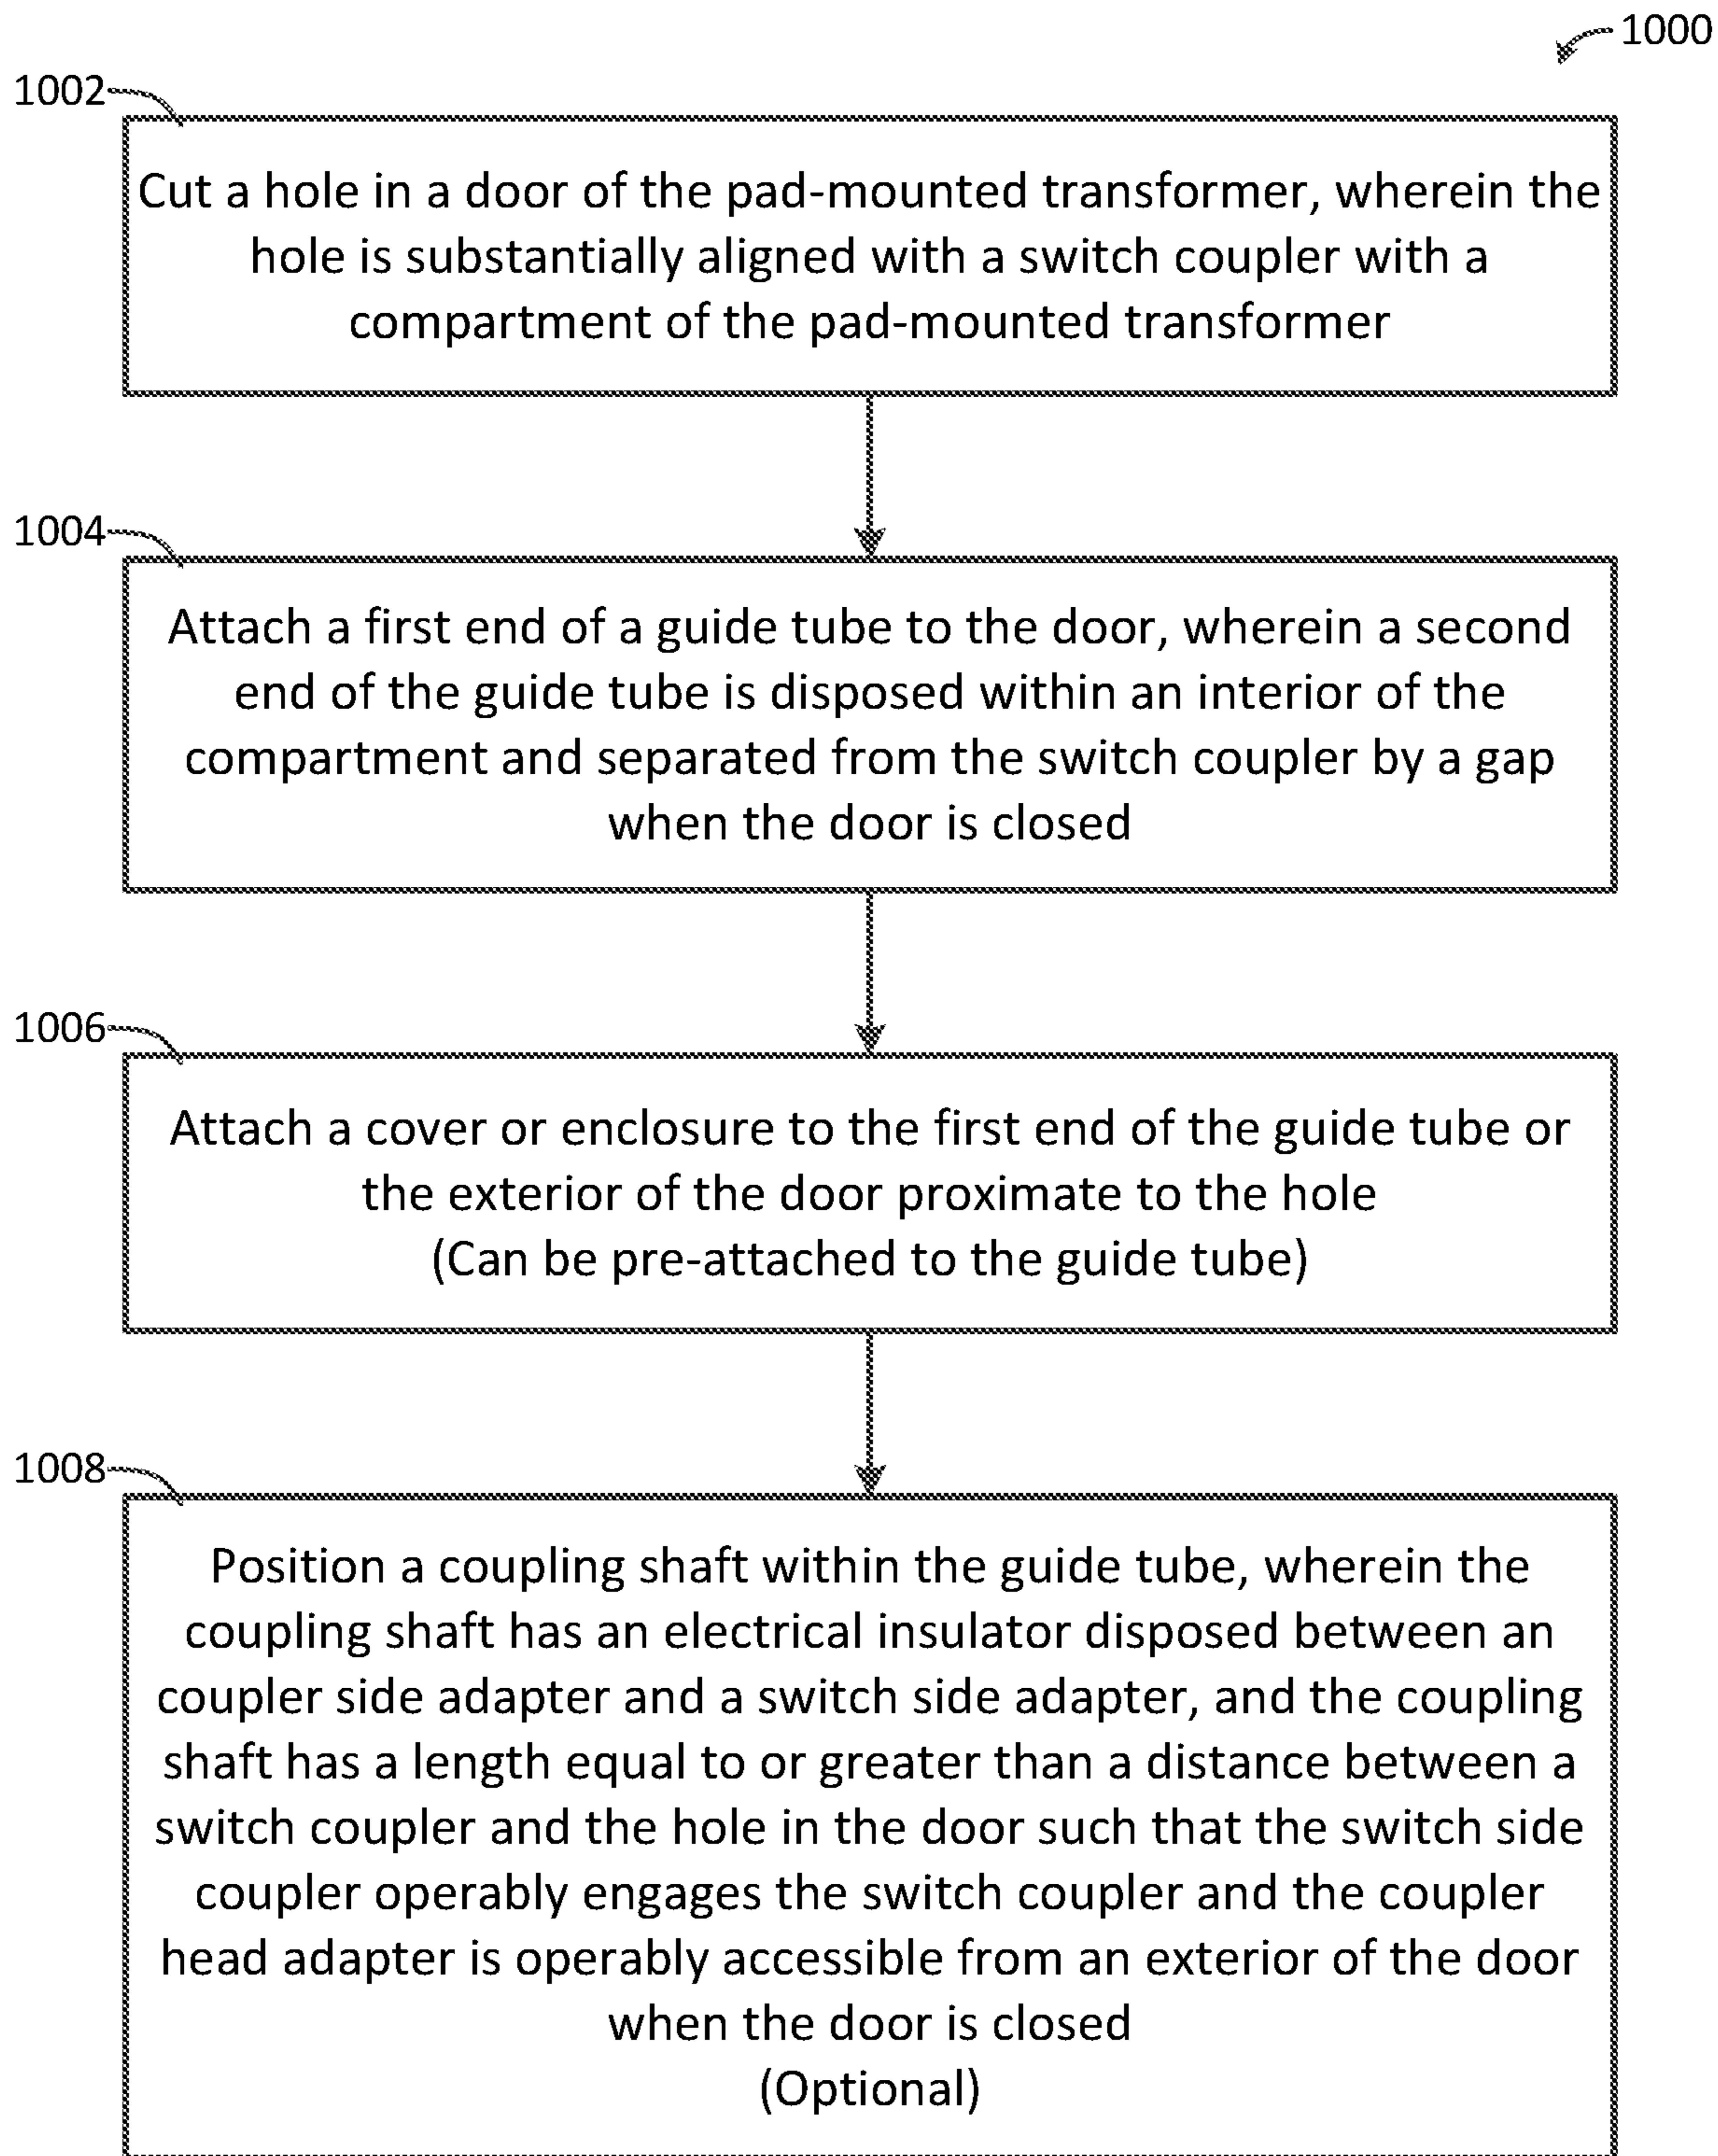 1000
1002
Cut a hole in a door of the pad-mounted transformer, wherein the
hole is substantially aligned with a switch coupler with a
compartment of the pad-mounted transformer
1004
Attach a first end of a guide tube to the door, wherein a second
end of the guide tube is disposed within an interior of the
compartment and separated from the switch coupler by a gap
when the door is closed
1006
Attach a cover or enclosure to the first end of the guide tube or
the exterior of the door proximate to the hole
(Can be pre-attached to the guide tube)
1008
Position a coupling shaft within the guide tube, wherein the
coupling shaft has an electrical insulator disposed between an
coupler side adapter and a switch side adapter, and the coupling
shaft has a length equal to or greater than a distance between a
switch coupler and the hole in the door such that the switch side
coupler operably engages the switch coupler and the coupler
head adapter is operably accessible from an exterior of the door
when the door is closed
(Optional)